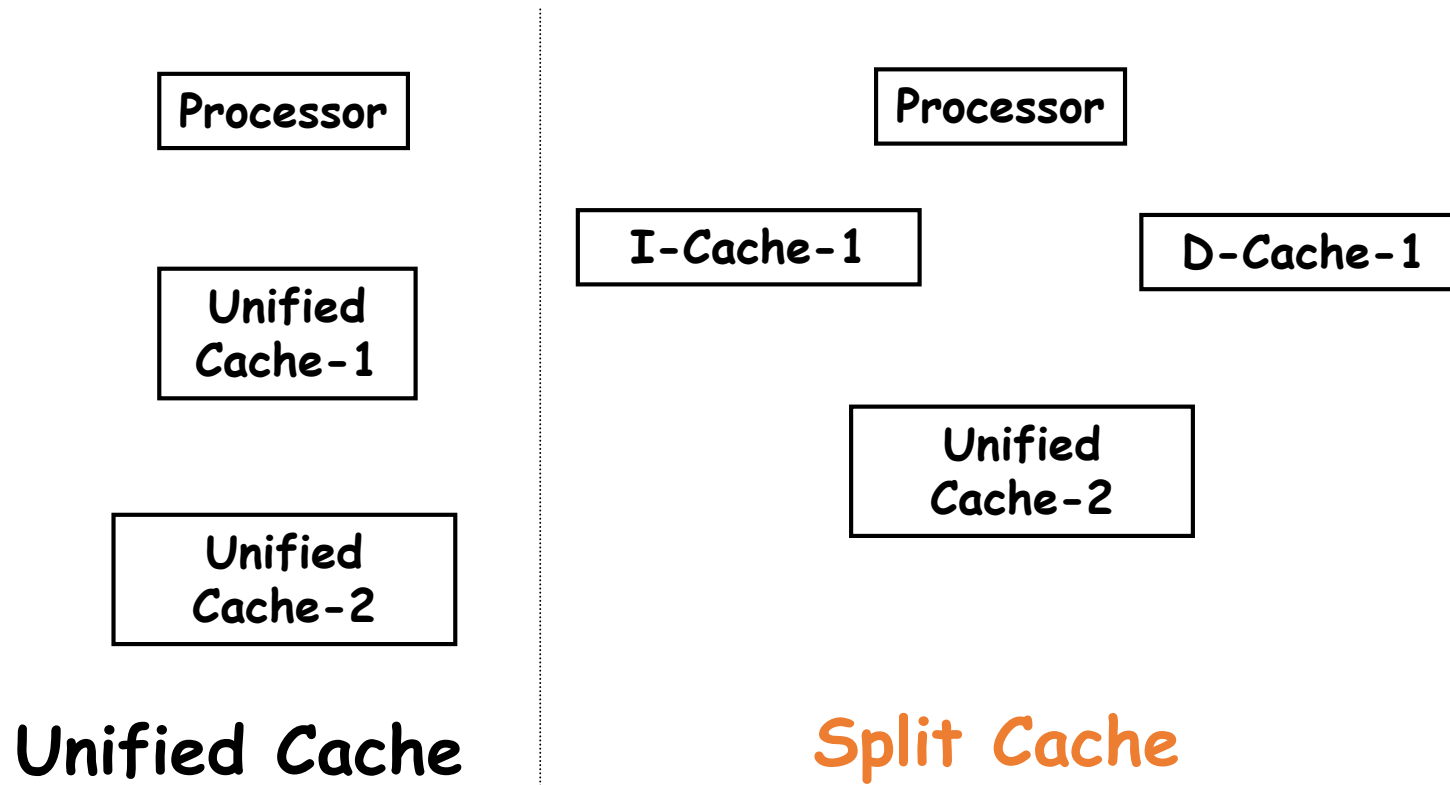 Processor
Unified
Cache-1
Unified
Cache-2
Unified Cache
Processor
I-Cache-1
D-Cache-1
Unified
Cache-2
Split Cache